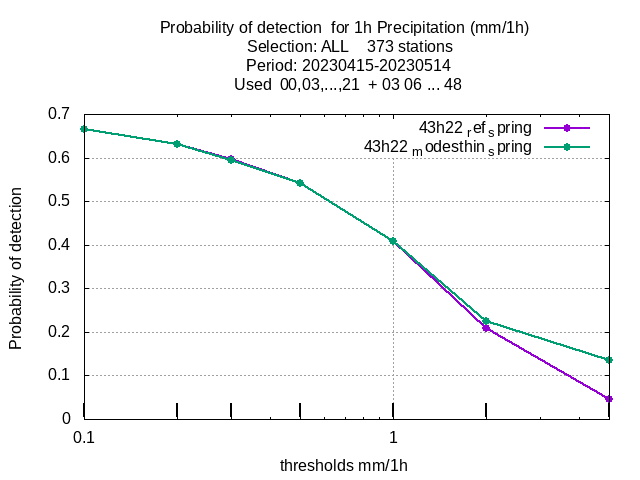 Probability of detection  for 1h Precipitation (mm/1h)
Selection: ALL    373 stations
Period: 20230415-20230514
Used  00,03,...,21  + 03 06 ... 48
0.7
43h22 ref spring
43h22 modesthin spring
0.6
0.5
0.4
0.3
0.2
0.1
0
Probability of detection
0.1
1
thresholds mm/1h